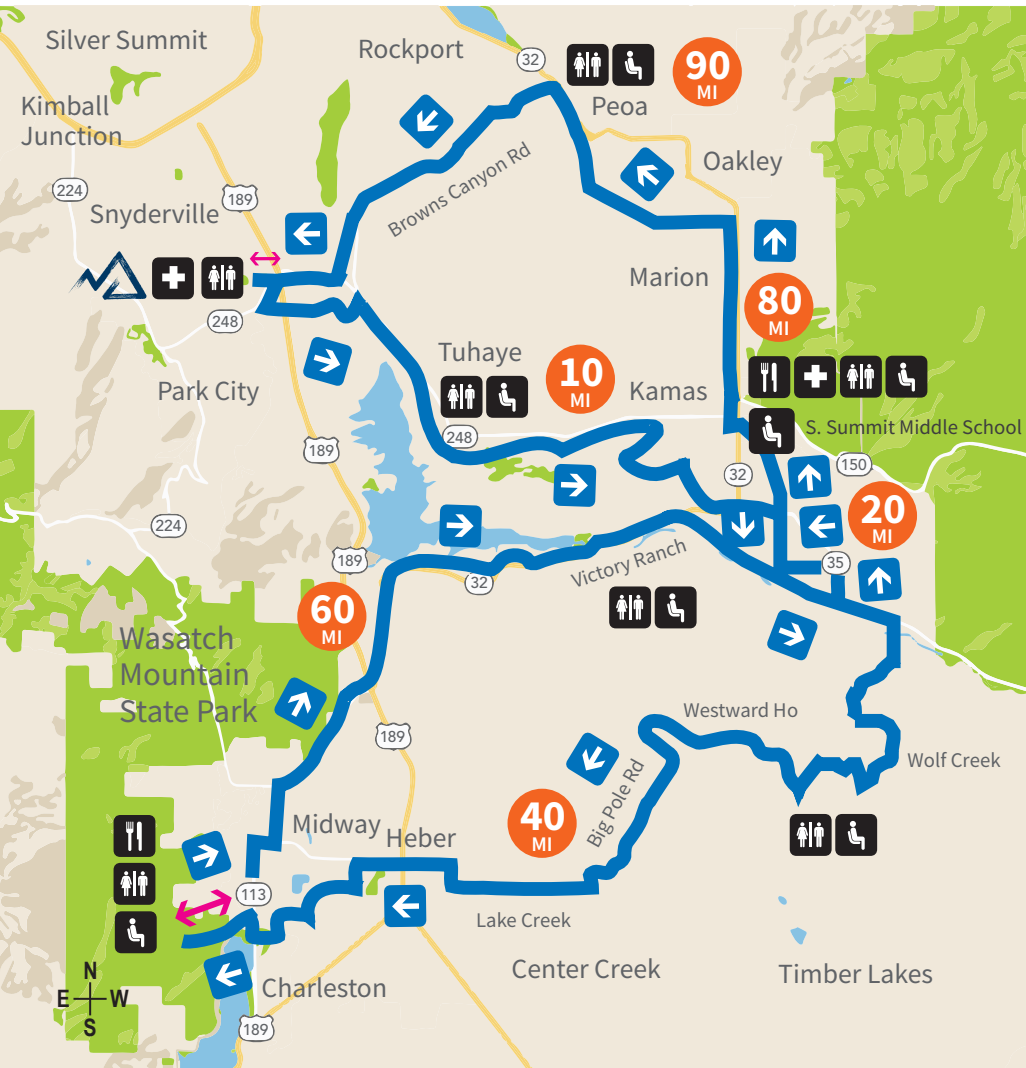 Silver Summit
Rockport
32
90
MI
Peoa
Kimball
Junction
Oakley
224
189
Snyderville
Browns Canyon Rd
Marion
248
80
MI
Tuhaye
10
MI
Park City
Kamas
S. Summit Middle School
248
189
150
32
20
MI
224
189
Victory Ranch
35
32
60
MI
Wasatch
Mountain
State Park
Westward Ho
189
Wolf Creek
Big Pole Rd
40
MI
Midway
Heber
113
Lake Creek
Center Creek
Timber Lakes
N
E W
S
Charleston
189